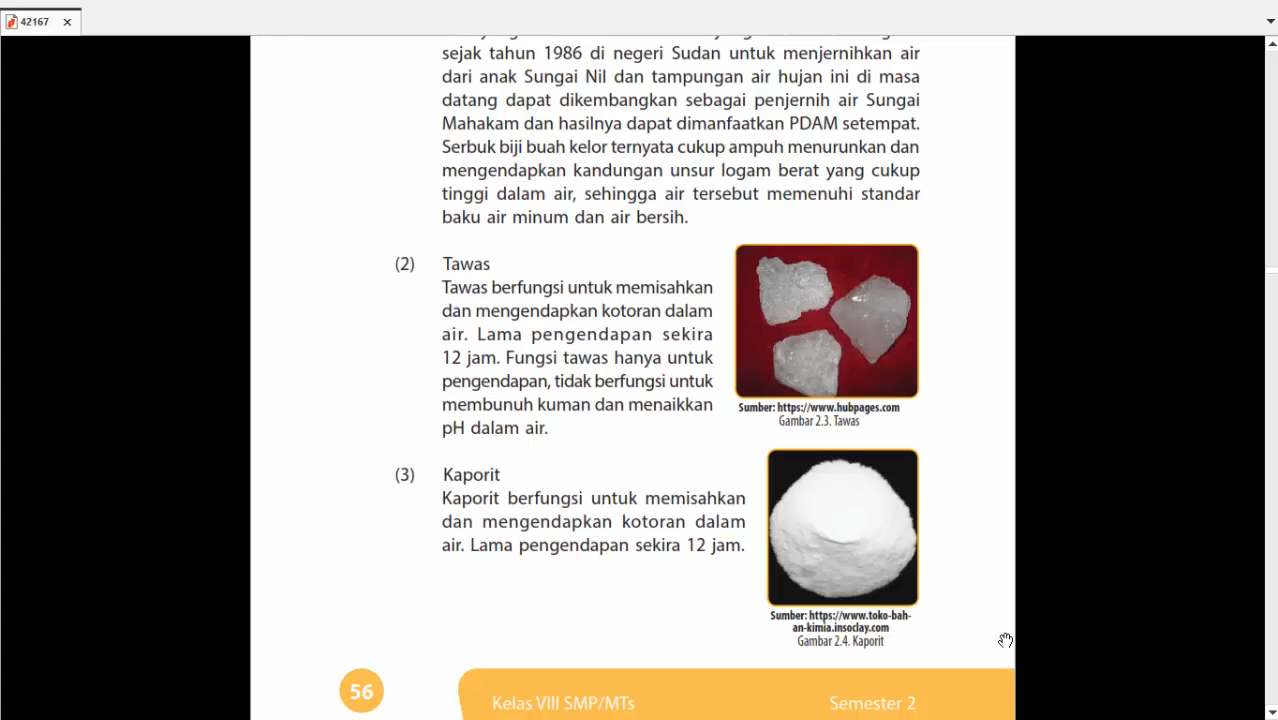 42167
sejak tahun 1986 di negeri Sudan untuk menjernihkan air
dari anak Sungai Nil dan tampungan air hujan ini di masa
datang dapat dikembangkan sebagai penjernih air Sungai
Mahakam dan hasilnya dapat dimanfaatkan PDAM setempat.
Serbuk biji buah kelor ternyata cukup ampuh menurunkan dan
mengendapkan kandungan unsur logam berat yang cukup
tinggi dalam air, sehingga air tersebut memenuhi standar
baku air minum dan air bersih.
(2) Tawas
Tawas berfungsi untuk memisahkan
dan mengendapkan kotoran dalam
air. Lama pengendapan sekira
12 jam. Fungsi tawas hanya untuk
pengendapan, tidak berfungsi untuk
membunuh kuman dan menaikkan
pH dalam air.
Sumber: https://www.hubpages.com
Gambar 2.3. Tawas
(3) Kaporit
Kaporit berfungsi untuk memisahkan
dan mengendapkan kotoran dalam
air. Lama pengendapan sekira 12 jam.
Sumber: https://www.toko-bah-
an-kimia.insoclay.com
Gambar 2.4. Kaporit
56
Kelas VIII SMP/MTs
Semester 2